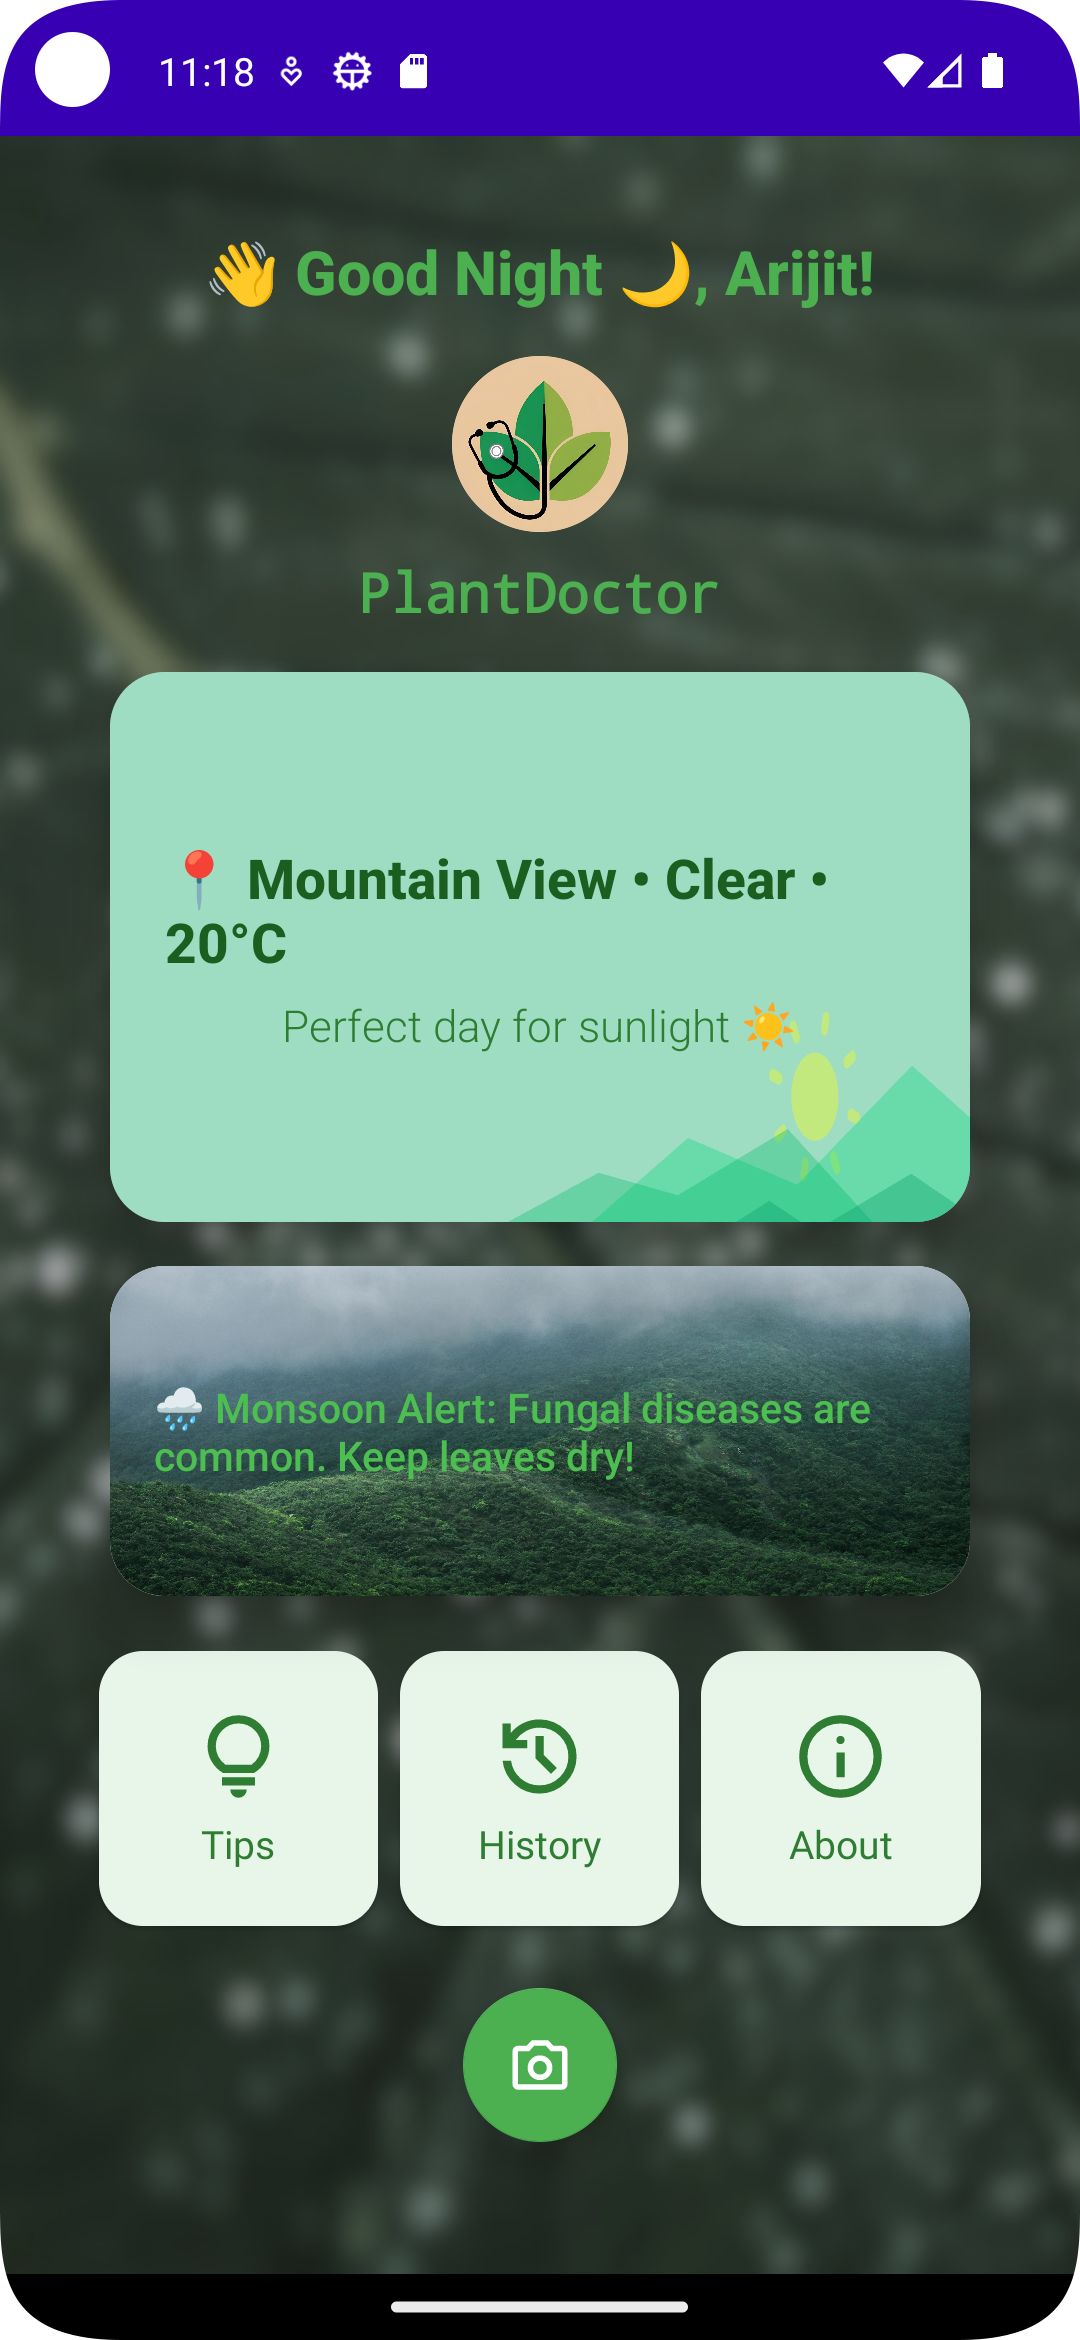 11:18
👋 Good Night 🌙, Arijit!
PlantDoctor
📍 Mountain View • Clear •
20°C
Perfect day for sunlight ☀️
🌧️ Monsoon Alert: Fungal diseases are
common. Keep leaves dry!
Tips
History
About